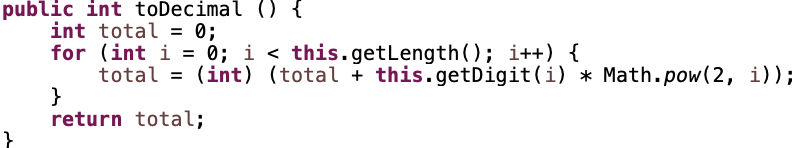 public int toDecimal () {
    int total = 0;
    for (int i = 0; i < this.getLength(); i++) {
        total = (int) (total + this.getDigit(i) * Math.pow(2, i));
    }
    return total;
}